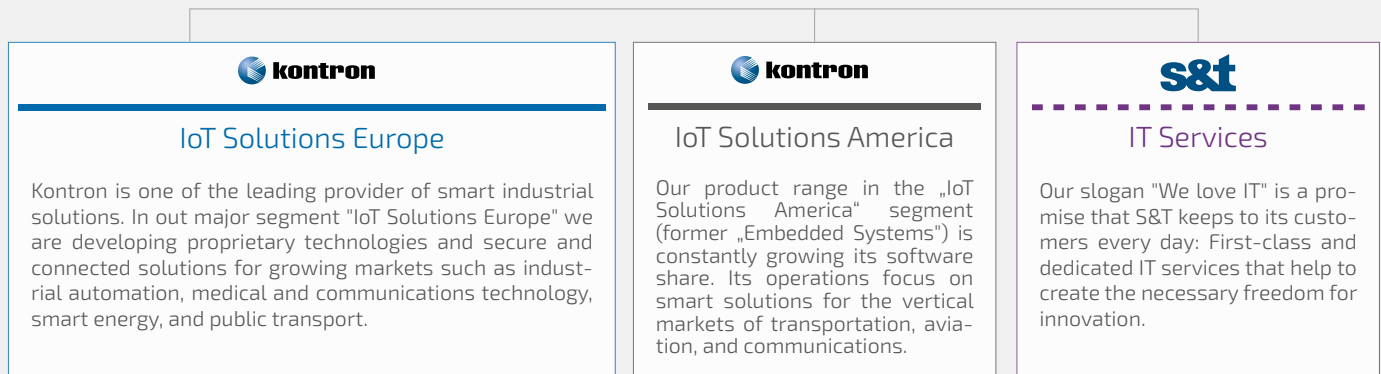 kontron
IoT Solutions Europe
Kontron is one of the leading provider of smart industrial
solutions. In out major segment "IoT Solutions Europe" we
are developing proprietary technologies and secure and
connected solutions for growing markets such as indust-
rial automation, medical and communications technology,
smart energy, and public transport.
kontron
IoT Solutions America
Our product range in the „IoT
Solutions America“ segment
(former „Embedded Systems") is
constantly growing its software
share. Its operations focus on
smart solutions for the vertical
markets of transportation, avia-
tion, and communications.
s&t
IT Services
Our slogan "We love IT" is a pro-
mise that S&T keeps to its custo-
mers every day: First-class and
dedicated IT services that help to
create the necessary freedom for
innovation.